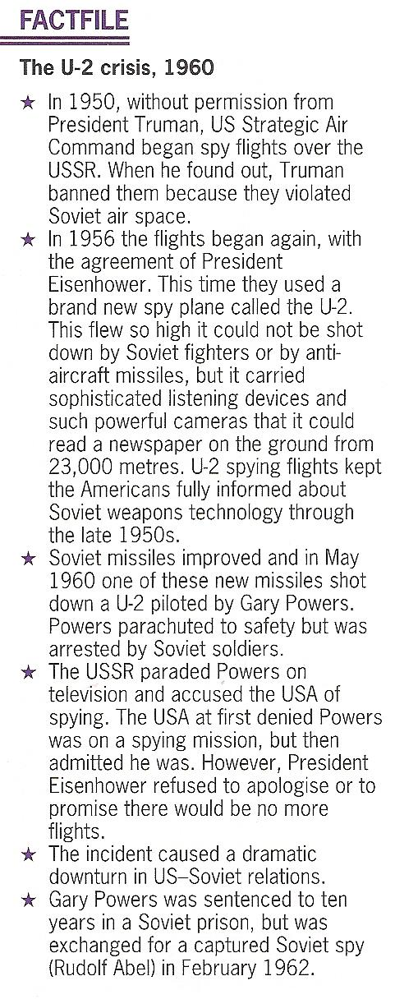 FACTFILE
The U-2 crisis, 1960
★ In 1950, without permission from
President Truman, US Strategic Air
Command began spy flights over the
USSR. When he found out, Truman
banned them because they violated
Soviet air space.
★ In 1956 the flights began again, with
the agreement of President
Eisenhower. This time they used a
brand new spy plane called the U-2.
This flew so high it could not be shot
down by Soviet fighters or by anti-
aircraft missiles, but it carried
sophisticated listening devices and
such powerful cameras that it could
read a newspaper on the ground from
23,000 metres. U-2 spying flights kept
the Americans fully informed about
Soviet weapons technology through
the late 1950s.
★ Soviet missiles improved and in May
1960 one of these new missiles shot
down a U-2 piloted by Gary Powers.
Powers parachuted to safety but was
arrested by Soviet soldiers.
★ The USSR paraded Powers on
television and accused the USA of
spying. The USA at first denied Powers
was on a spying mission, but then
admitted he was. However, President
Eisenhower refused to apologise or to
promise there would be no more
flights.
★ The incident caused a dramatic
downturn in US–Soviet relations.
★ Gary Powers was sentenced to ten
years in a Soviet prison, but was
exchanged for a captured Soviet spy
(Rudolf Abel) in February 1962.